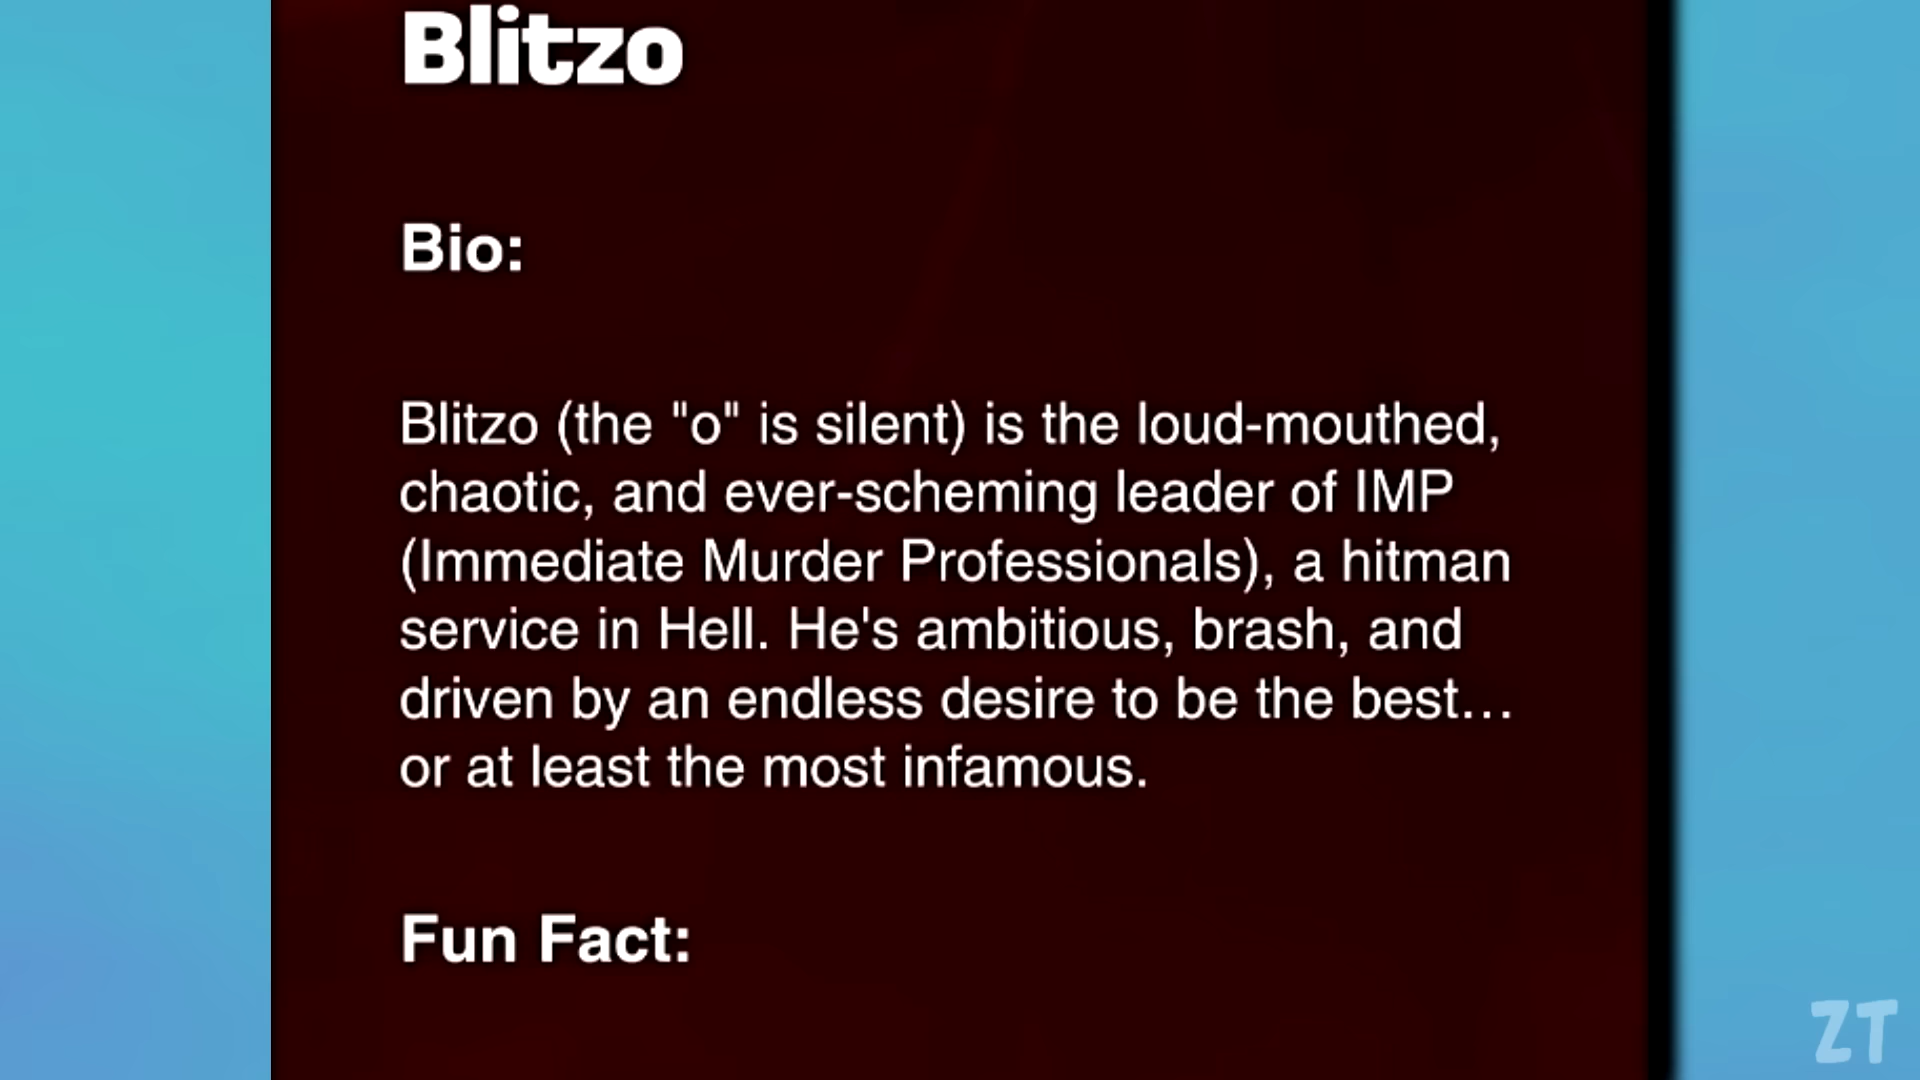 Blitzo
Bio:
Blitzo (the "o" is silent) is the loud-mouthed,
chaotic, and ever-scheming leader of IMP
(Immediate Murder Professionals), a hitman
service in Hell. He's ambitious, brash, and
driven by an endless desire to be the best...
or at least the most infamous.
Fun Fact:
ZT